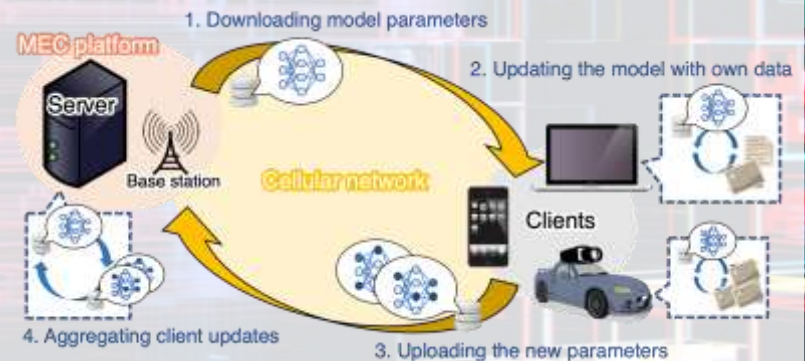 1. Downloading model parameters
MEC platform
2. Updating the model with own data
Server
Base station
Cellular network
Clients
4. Aggregating client updates
3. Uploading the new parameters